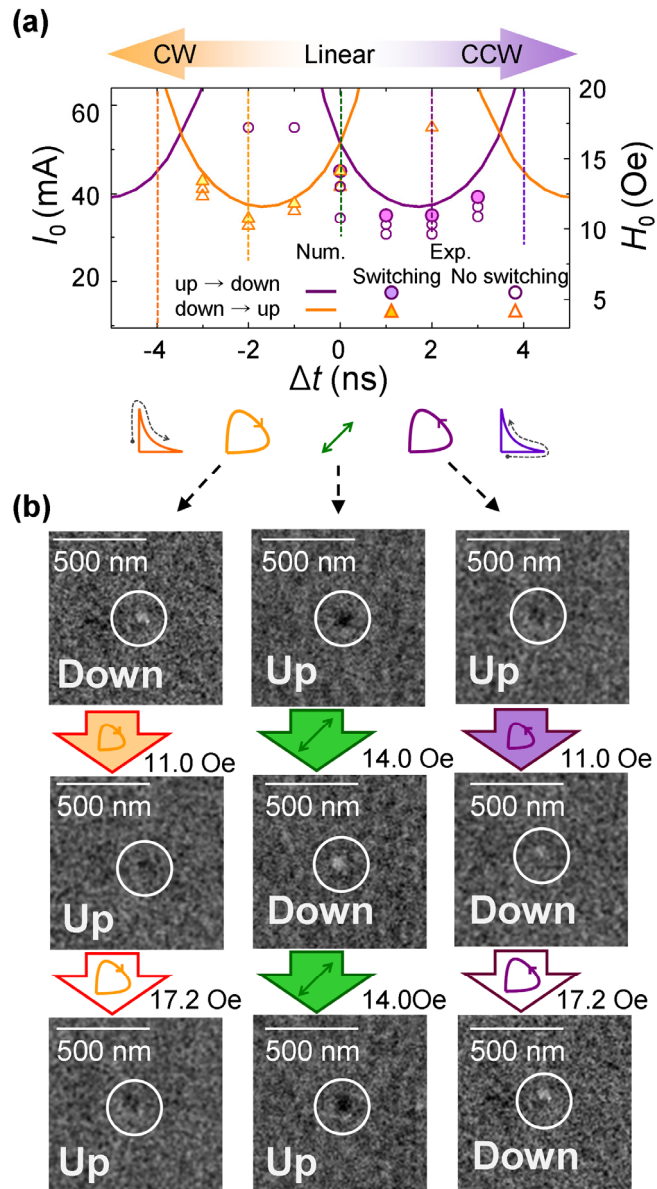 (a)
CW Linear CCW
60
40
20
I0 (mA)
20
15
10
5
H0 (Oe)
Num. Exp.
Switching No switching
up → down
down → up
-4 -2 0 2 4
Δt (ns)
(b)
500 nm
Down
500 nm
Up
500 nm
Up
11.0 Oe
14.0 Oe
11.0 Oe
500 nm
Up
500 nm
Down
500 nm
Down
17.2 Oe
14.0Oe
17.2 Oe
500 nm
Up
500 nm
Up
500 nm
Down